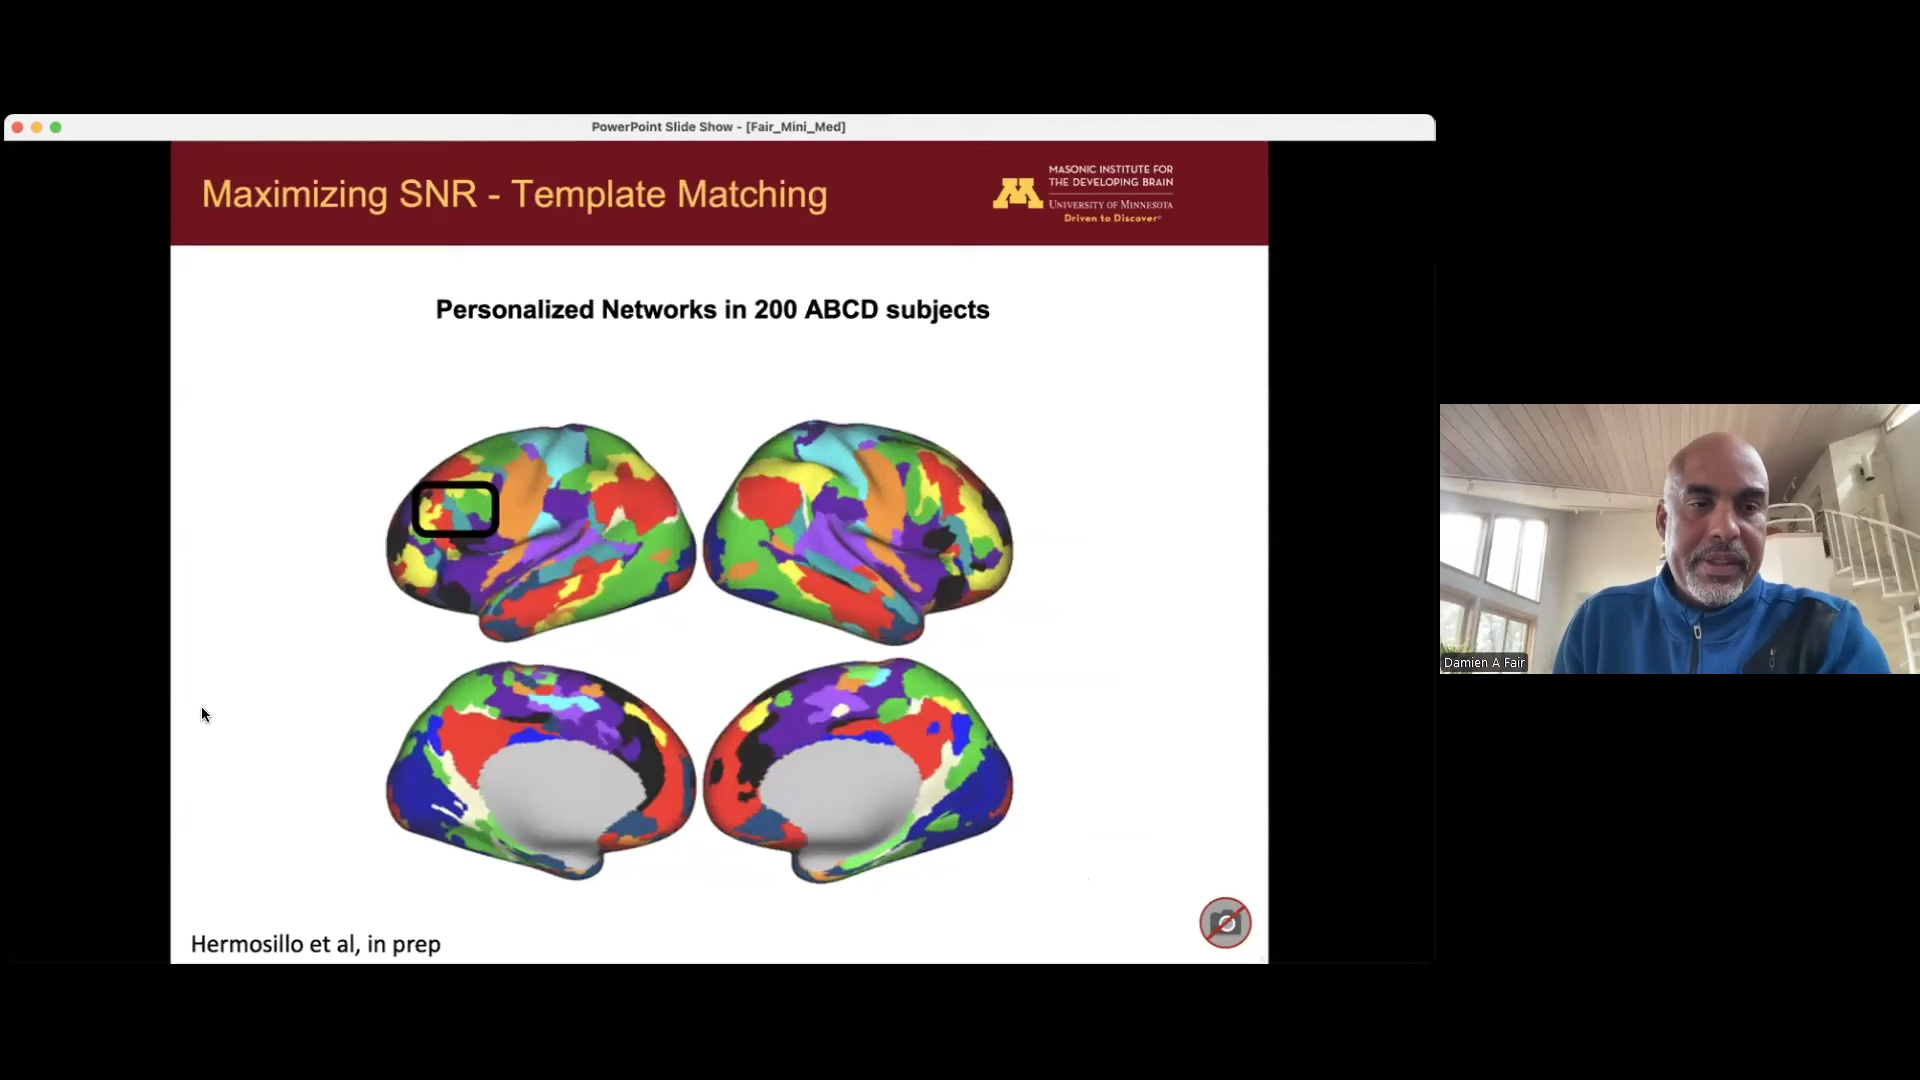 PowerPoint Slide Show - [Fair_Mini_Med]
Maximizing SNR - Template Matching
MASONIC INSTITUTE FOR
THE DEVELOPING BRAIN
UNIVERSITY OF MINNESOTA
Driven to Discover®
Personalized Networks in 200 ABCD subjects
Damien A Fair
Hermosillo et al, in prep